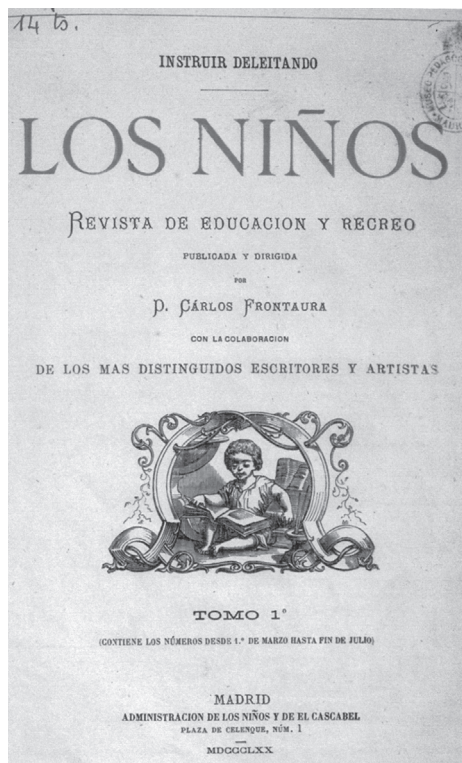 14 ts.
INSTRUIR DELEITANDO
LOS NIÑOS
REVISTA DE EDUCACION Y RECREO
PUBLICADA Y DIRIGIDA
POR
D. CÁRLOS FRONTAURA
CON LA COLABORACION
DE LOS MAS DISTINGUIDOS ESCRITORES Y ARTISTAS
TOMO 1º
(CONTIENE LOS NÚMEROS DESDE 1.º DE MARZO HASTA FIN DE JULIO)
MADRID
ADMINISTRACION DE LOS NIÑOS Y DE EL CASCABEL
PLAZA DE CELENQUE, NÚM. 1
MDCCCLXX